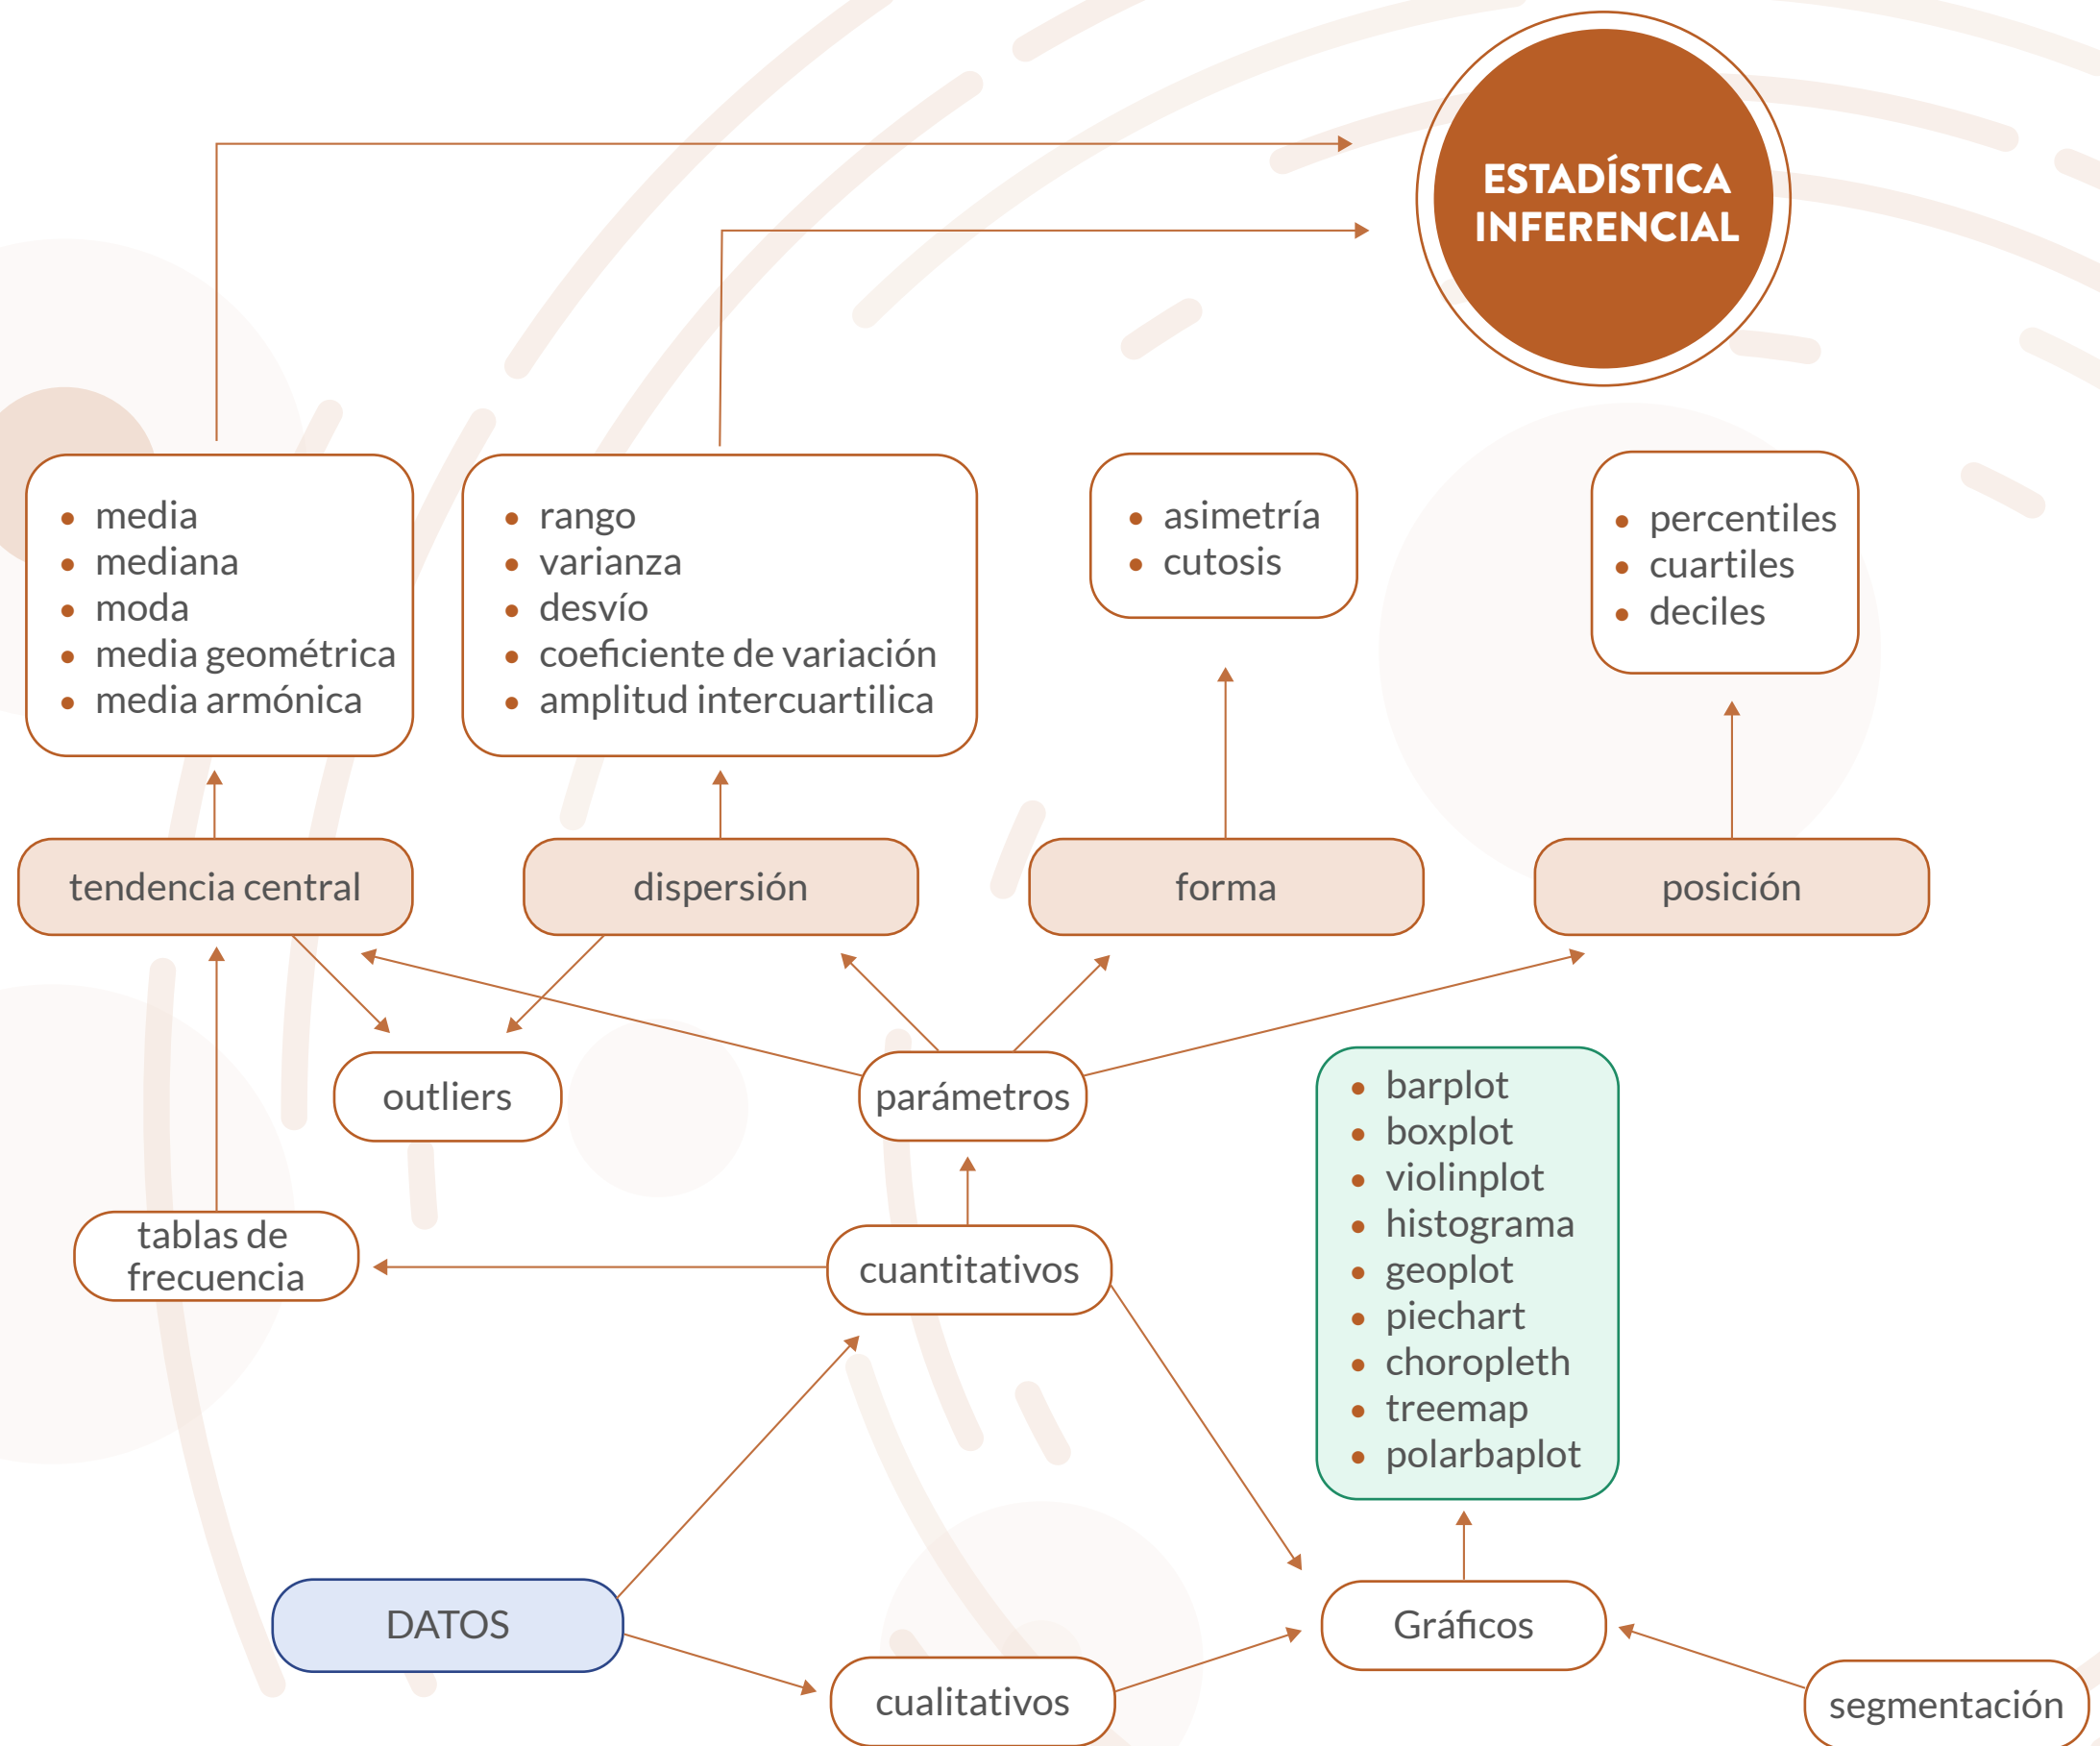 ESTADÍSTICA
INFERENCIAL
media
mediana
moda
media geométrica
media armónica
rango
varianza
desvío
coeficiente de variación
amplitud intercuartilica
asimetría
cutosis
percentiles
cuartiles
deciles
tendencia central
dispersión
forma
posición
outliers
parámetros
barplot
boxplot
violinplot
histograma
geoplot
piechart
choropleth
treemap
polarbaplot
tablas de
frecuencia
cuantitativos
DATOS
Gráficos
cualitativos
segmentación